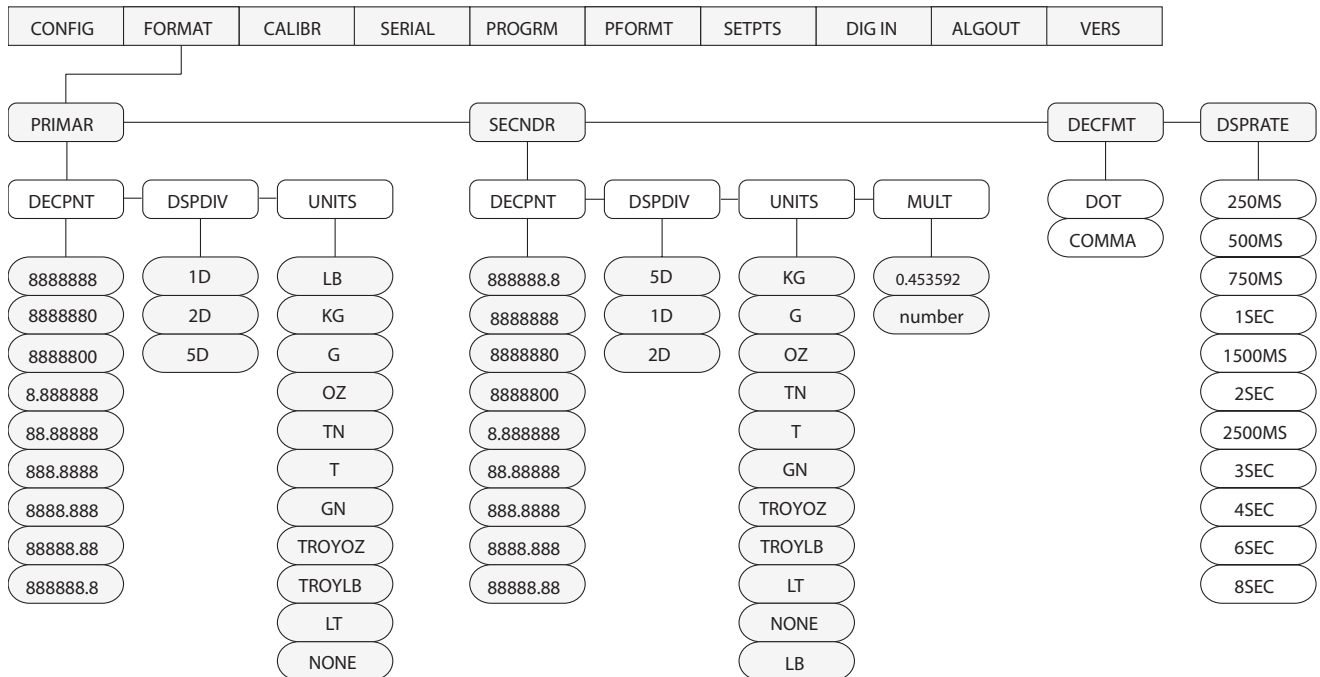 CONFIG FORMAT CALIBR SERIAL PROGRM PFORMT SETPTS DIG IN ALGOUT VERS
PRIMAR SECNDR DECFMT DSPRATE
DECPNT DSPDIV UNITS DECPNT DSPDIV UNITS MULT DOT 250MS
COMMA 500MS
8888888 1D LB 888888.8 5D KG 0.453592 750MS
8888880 2D KG 8888888 1D G number 1SEC
8888800 5D G 8888880 2D OZ 1500MS
8.888888 OZ 8888800 TN 2SEC
88.88888 TN 8.888888 T 2500MS
888.8888 T 88.88888 GN 3SEC
8888.888 GN 888.8888 TROYOZ 4SEC
88888.88 TROYOZ 8888.888 TROYLB 6SEC
888888.8 TROYLB 88888.88 LT 8SEC
LT NONE
NONE LB